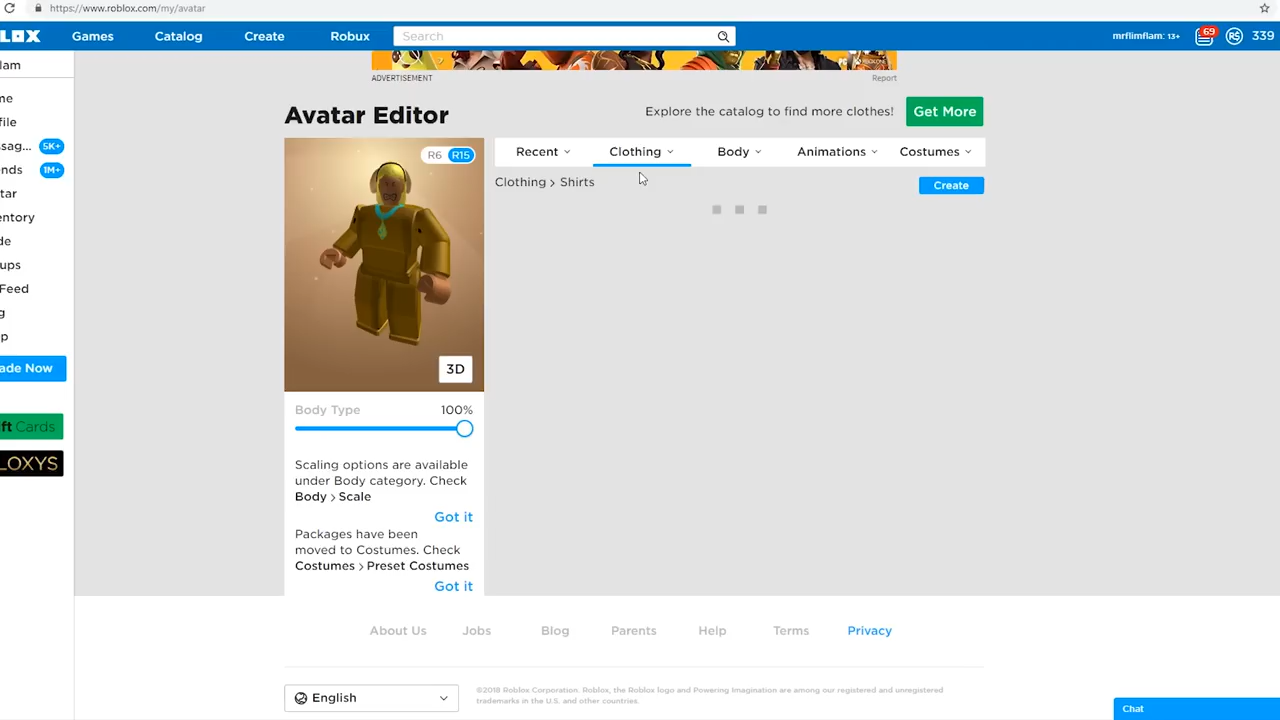 https://www.roblox.com/my/avatar
LOX
Games
Catalog
Create
Robux
Search
mrflimflam: 13+
69
339
lam
me
file
ssag... 5K+
ends 1M+
tar
entory
de
ups
Feed
g
p
ade Now
ift Cards
LOXYS
ADVERTISEMENT
Report
Avatar Editor
Explore the catalog to find more clothes!
Get More
R6 R15
3D
Body Type 100%
Scaling options are available
under Body category. Check
Body > Scale
Got it
Packages have been
moved to Costumes. Check
Costumes > Preset Costumes
Got it
Recent
Clothing
Body
Animations
Costumes
Clothing > Shirts
Create
About Us
Jobs
Blog
Parents
Help
Terms
Privacy
English
©2018 Roblox Corporation. Roblox, the Roblox logo and Powering Imagination are among our registered and unregistered
trademarks in the U.S. and other countries.
Chat